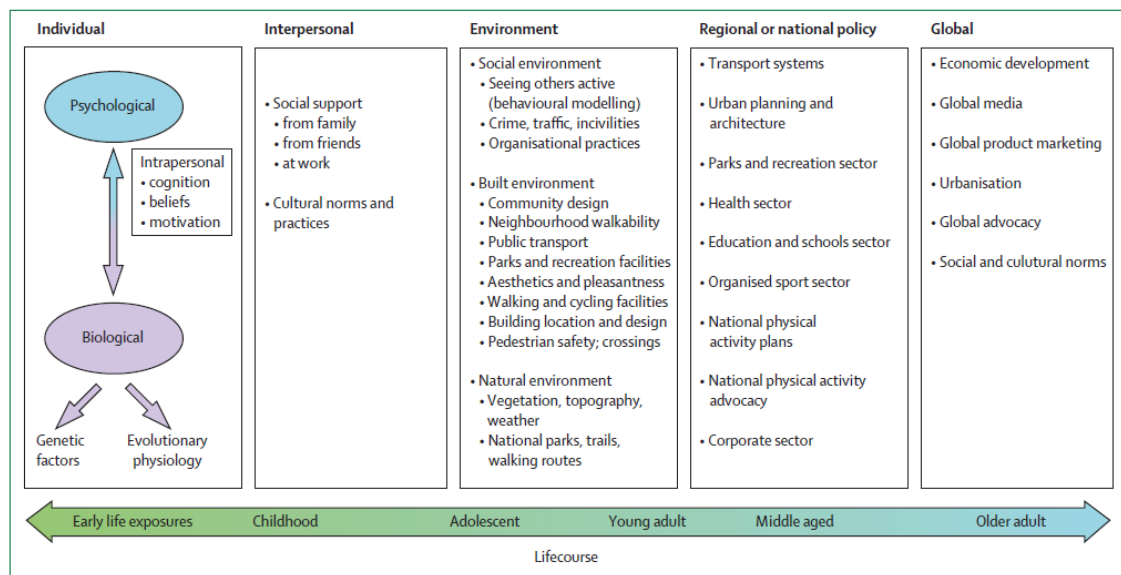 Individual
Psychological
Intrapersonal
• cognition
• beliefs
• motivation
Biological
Genetic
factors
Evolutionary
physiology
Interpersonal
• Social support
• from family
• from friends
• at work
• Cultural norms and
practices
Environment
• Social environment
• Seeing others active
(behavioural modelling)
• Crime, traffic, incivilities
• Organisational practices
• Built environment
• Community design
• Neighbourhood walkability
• Public transport
• Parks and recreation facilities
• Aesthetics and pleasantness
• Walking and cycling facilities
• Building location and design
• Pedestrian safety; crossings
• Natural environment
• Vegetation, topography,
weather
• National parks, trails,
walking routes
Regional or national policy
• Transport systems
• Urban planning and
architecture
• Parks and recreation sector
• Health sector
• Education and schools sector
• Organised sport sector
• National physical
activity plans
• National physical activity
advocacy
• Corporate sector
Global
• Economic development
• Global media
• Global product marketing
• Urbanisation
• Global advocacy
• Social and culutural norms
Early life exposures
Childhood
Adolescent
Young adult
Middle aged
Older adult
Lifecourse